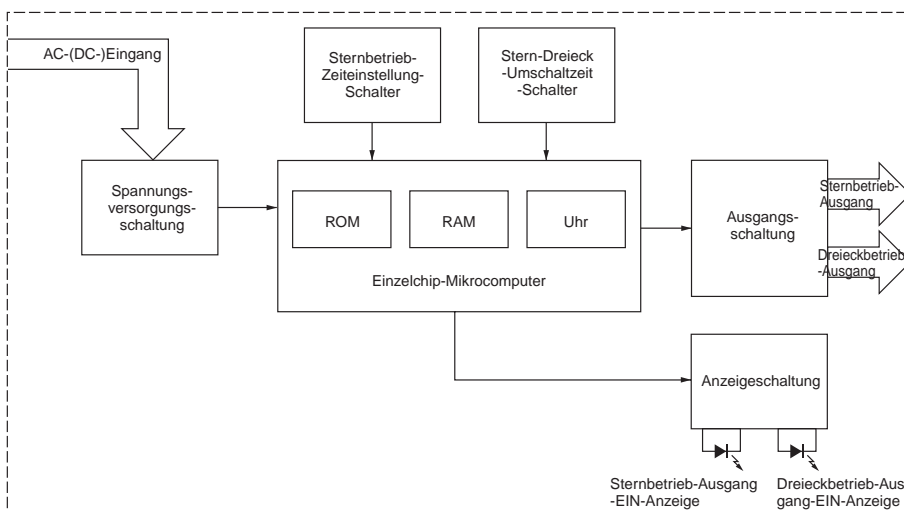 AC-(DC-)Eingang
Sternbetrieb-
Zeiteinstellung-
Schalter
Stern-Dreieck
-Umschaltzeit
-Schalter
Spannungs-
versorgungs-
schaltung
ROM
RAM
Uhr
Einzelchip-Mikrocomputer
Ausgangs-
schaltung
Sternbetrieb-
Ausgang
Dreieckbetrieb
-Ausgang
Anzeigeschaltung
Sternbetrieb-Ausgang
-EIN-Anzeige
Dreieckbetrieb-Aus
gang-EIN-Anzeige